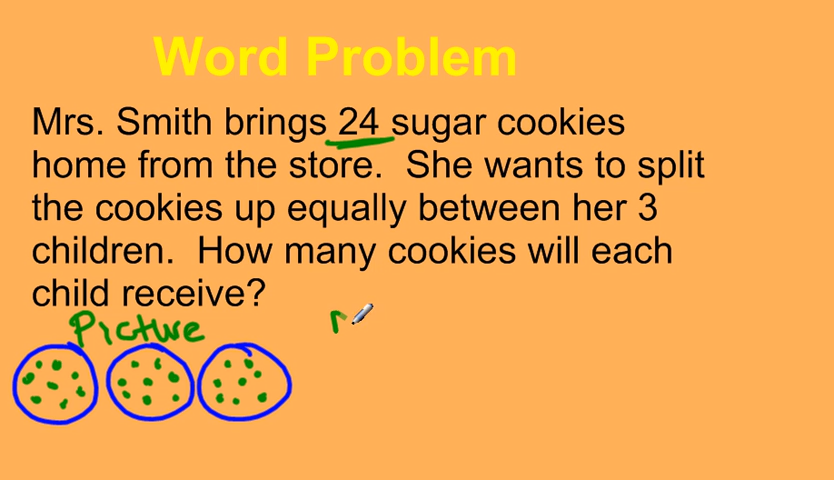 Word Problem
Mrs. Smith brings 24 sugar cookies
home from the store. She wants to split
the cookies up equally between her 3
children. How many cookies will each
child receive?
Picture